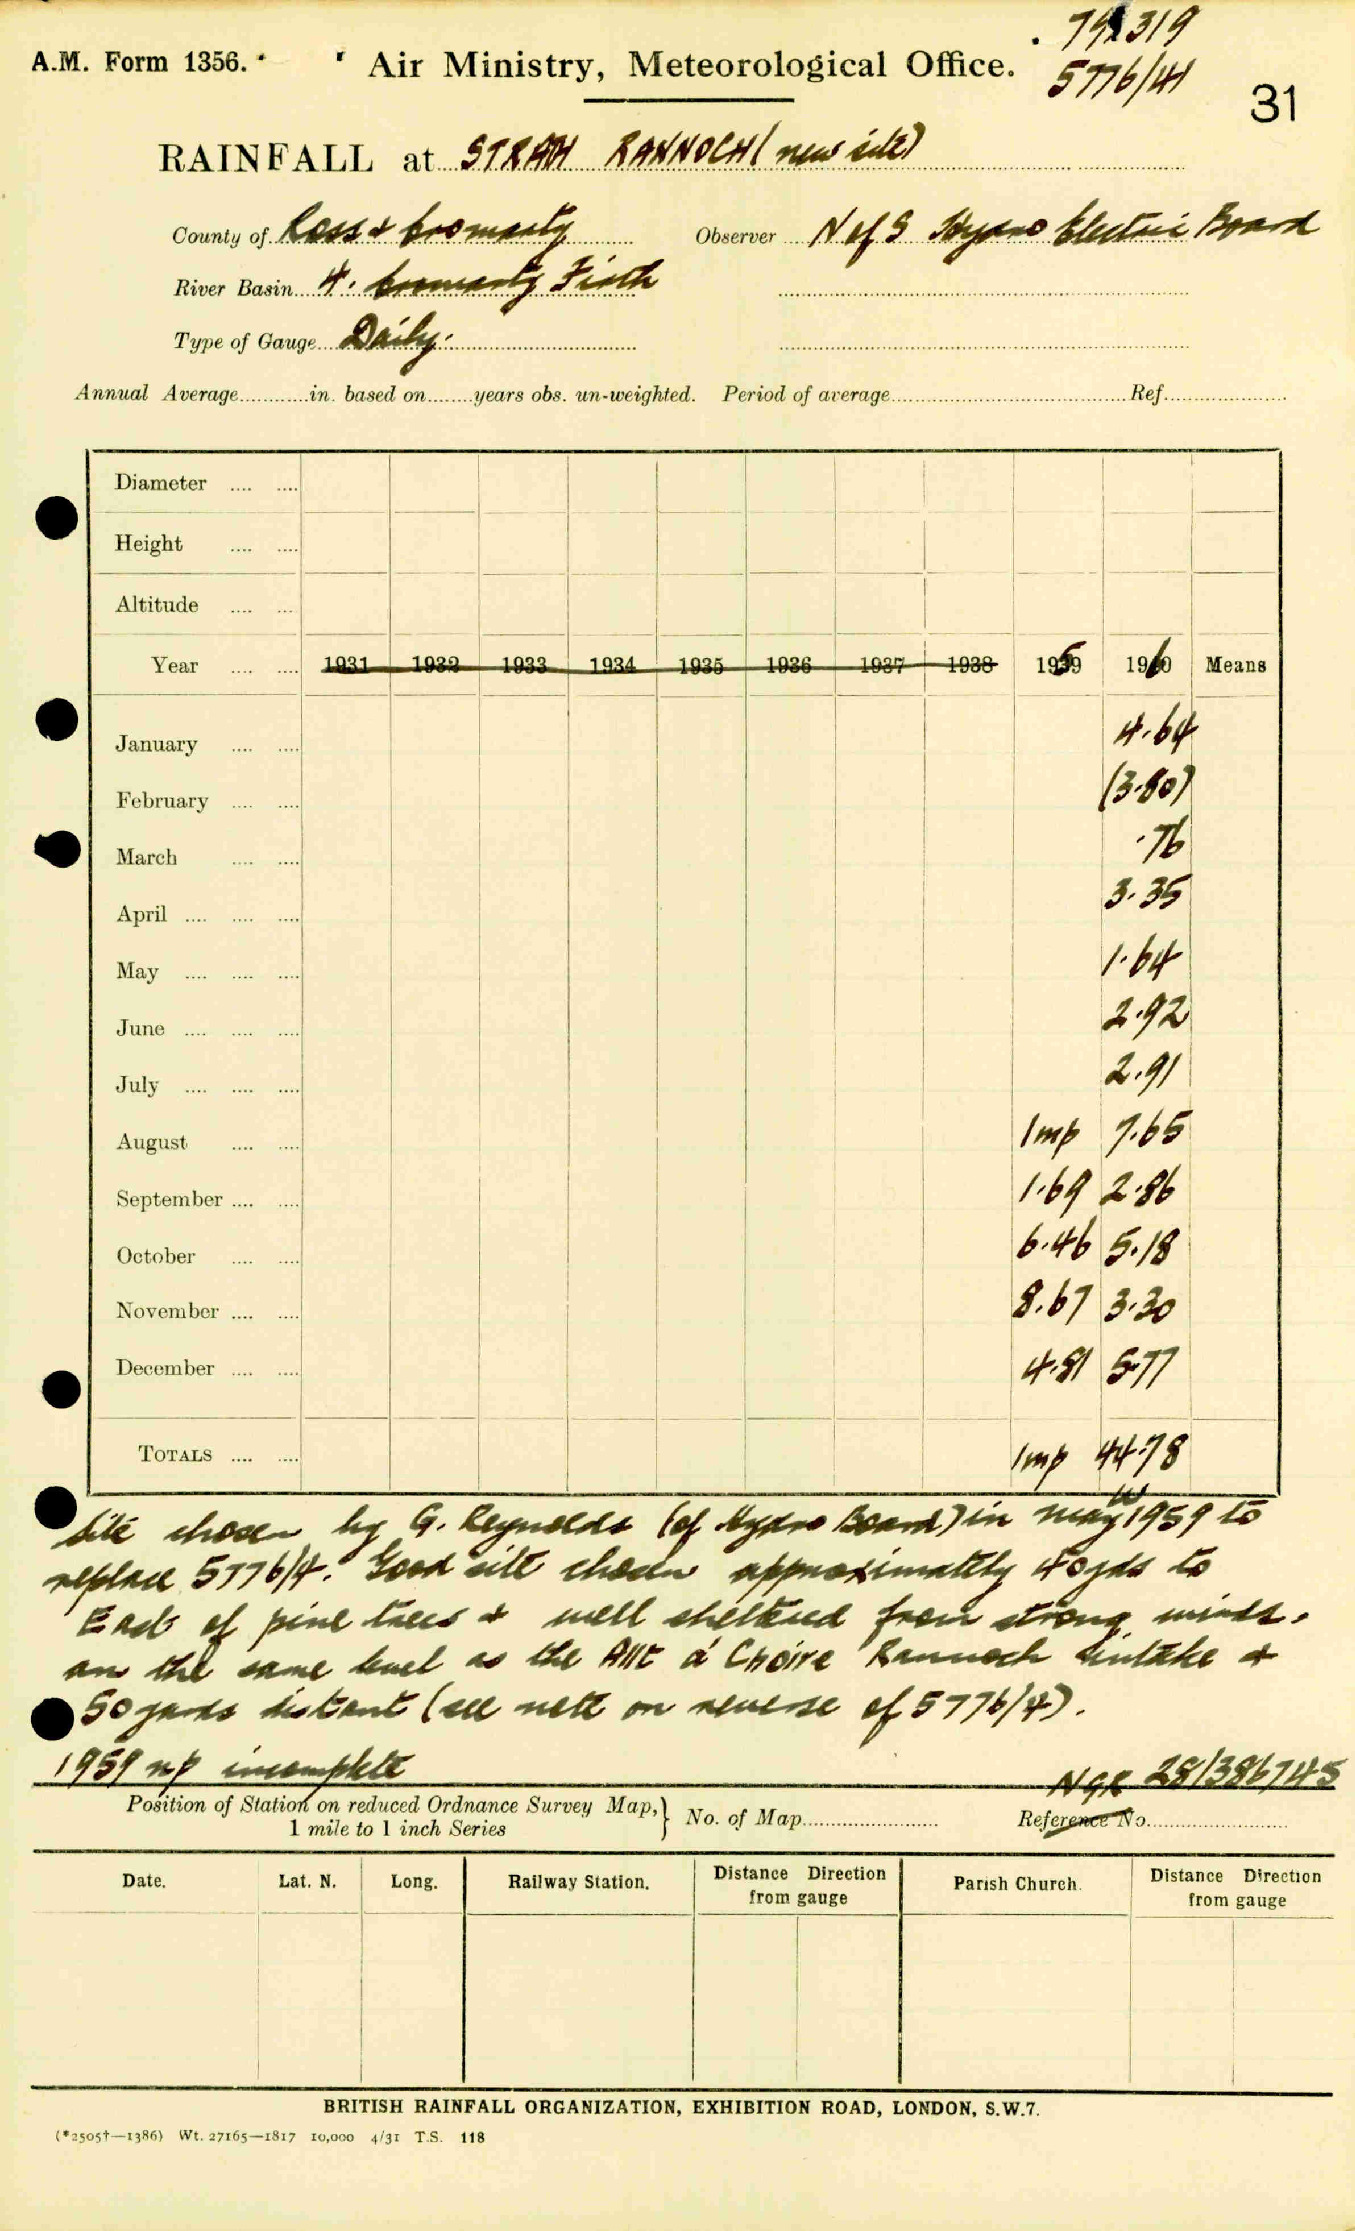 A.M. Form 1356. Air Ministry, Meteorological Office.
5776/41
31
RAINFALL at STRATH RANNOCH (new site)
County of Ross & Cromarty Observer N of S Hydro Electric Board
River Basin 4. Cromarty Firth
Type of Gauge Daily.
Annual Average in. based on years obs. un-weighted. Period of average Ref.
Diameter
Height
Altitude
Year 1931 1932 1933 1934 1935 1936 1937 1938 1959 1960 Means
January 4.64
February (3.80)
March .76
April 3.35
May 1.64
June 2.92
July 2.91
August Imp 7.65
September 1.69 2.86
October 6.46 5.18
November 8.67 3.30
December 4.81 5.77
TOTALS Imp 44.78
Site chosen by G. Reynolds (of Hydro Board) in may 1959 to
replace 5776/4. Good site chosen approximately 40 yds to
East of pine trees & well sheltered from strong winds.
on the same level as the Allt a' Choire Rannoch intake &
50 yards distant (see note on reverse of 5776/4).
1959 np incomplete
NGR 28/386745
Position of Station on reduced Ordnance Survey Map, 1 mile to 1 inch Series } No. of Map Reference No.
Date. Lat. N. Long. Railway Station. Distance Direction from gauge Parish Church. Distance Direction from gauge
BRITISH RAINFALL ORGANIZATION, EXHIBITION ROAD, LONDON, S.W.7.
(*2505†—1386) Wt. 27165—1817 10,000 4/31 T.S. 118